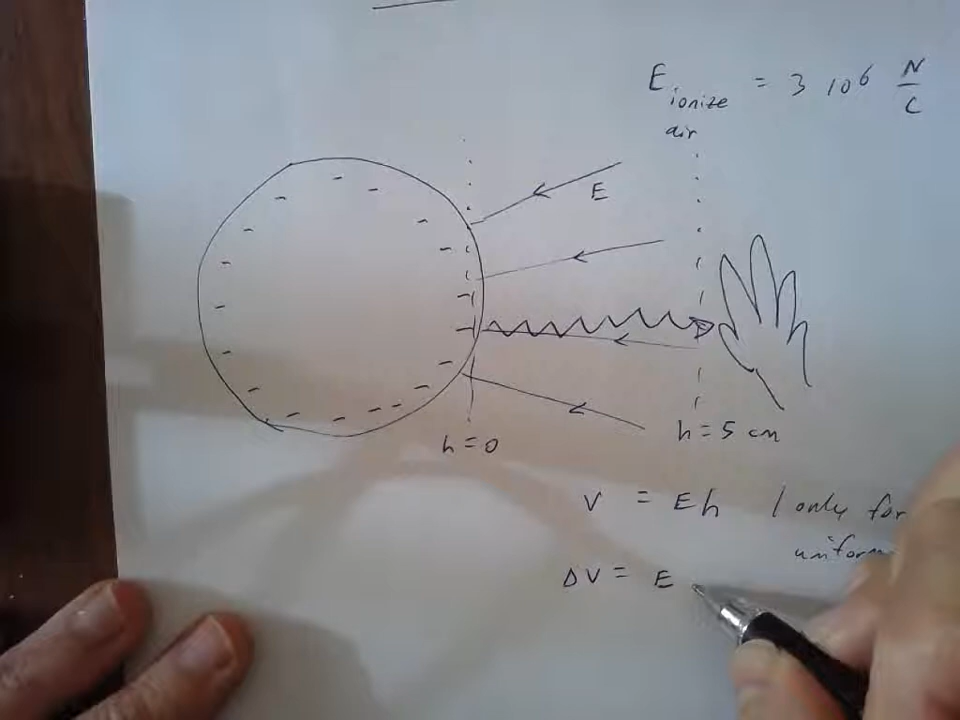 E ionize air = 3 10⁶ N/C
E
h = 0
h = 5 cm
V = Eh ( only for
uniform
ΔV = E